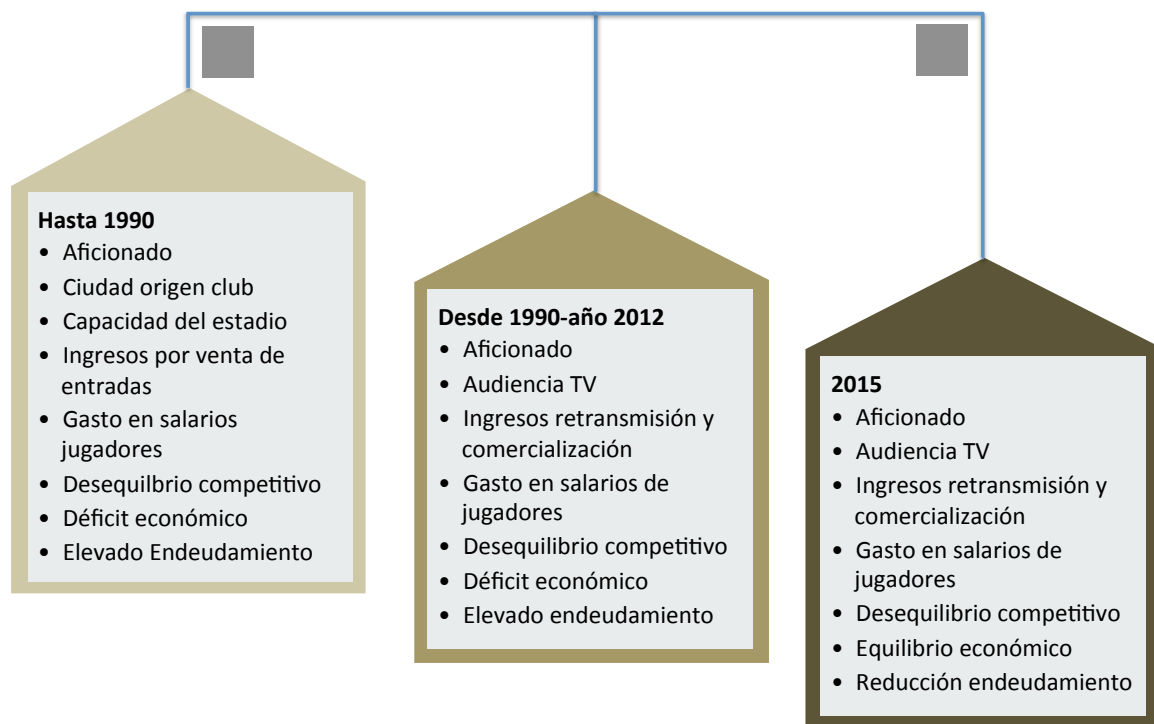 Hasta 1990
• Aficionado
• Ciudad origen club
• Capacidad del estadio
• Ingresos por venta de
entradas
• Gasto en salarios
jugadores
• Desequilbrio competitivo
• Déficit económico
• Elevado Endeudamiento
Desde 1990-año 2012
• Aficionado
• Audiencia TV
• Ingresos retransmisión y
comercialización
• Gasto en salarios de
jugadores
• Desequilibrio competitivo
• Déficit económico
• Elevado endeudamiento
2015
• Aficionado
• Audiencia TV
• Ingresos retransmisión y
comercialización
• Gasto en salarios de
jugadores
• Desequilibrio competitivo
• Equilibrio económico
• Reducción endeudamiento